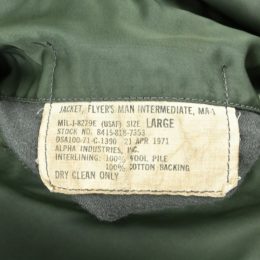 JACKET, FLYER'S MAN INTERMEDIATE, MA-1
MIL-J-8279E (USAF) SIZE LARGE
STOCK NO. 8415-818-7353
DSA100-71-C-1390 21 APR 1971
ALPHA INDUSTRIES, INC.
INTERLINING: 100% WOOL PILE
100% COTTON BACKING
DRY CLEAN ONLY